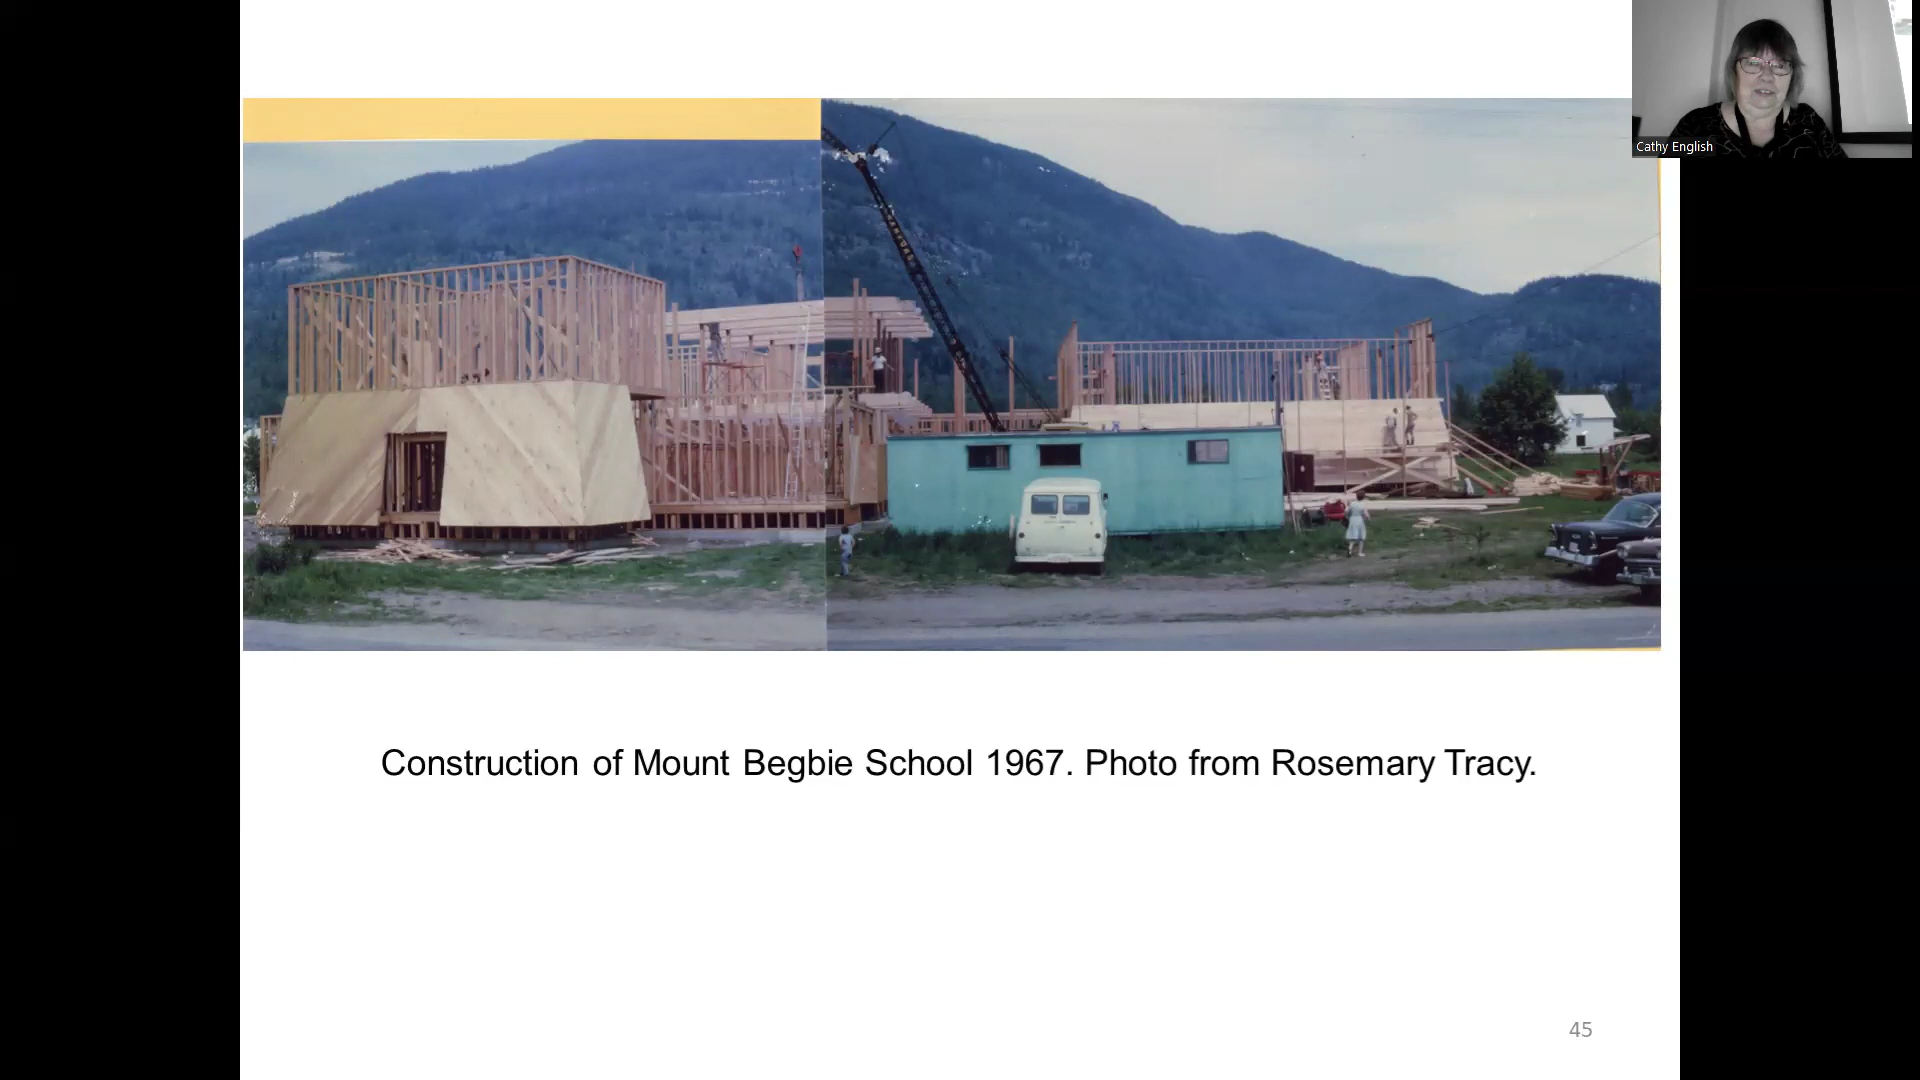 Cathy English
Construction of Mount Begbie School 1967. Photo from Rosemary Tracy.
45